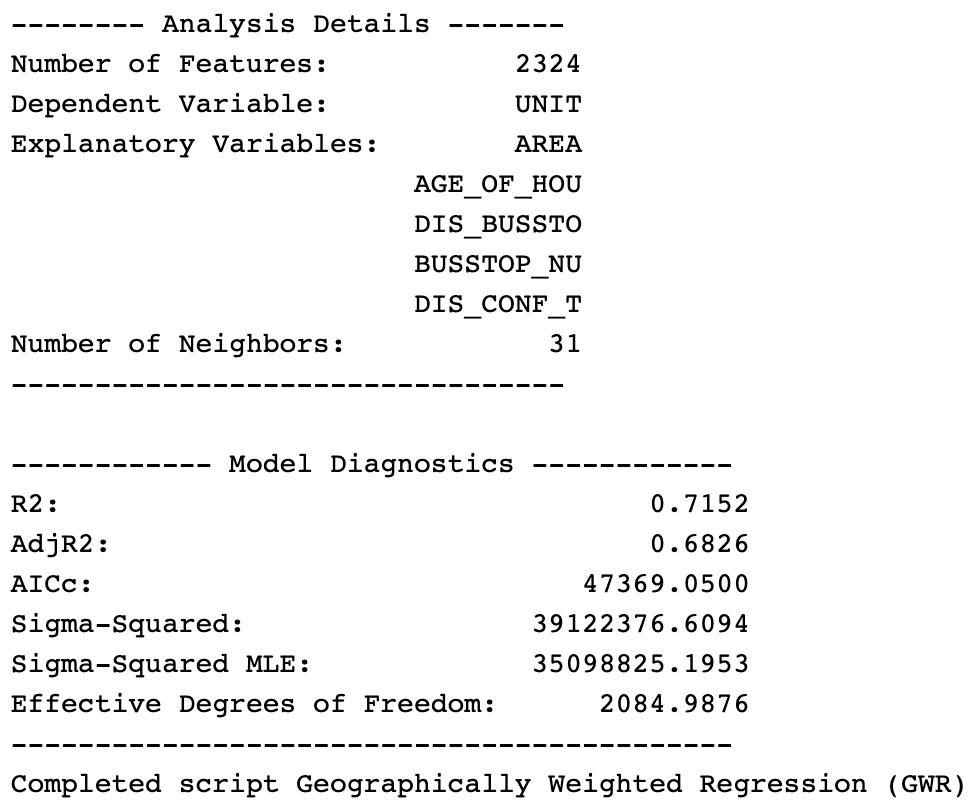 -------- Analysis Details -------
Number of Features: 2324
Dependent Variable: UNIT
Explanatory Variables: AREA
AGE_OF_HOU
DIS_BUSSTO
BUSSTOP_NU
DIS_CONF_T
Number of Neighbors: 31
---------------------------------
------------ Model Diagnostics ------------
R2: 0.7152
AdjR2: 0.6826
AICc: 47369.0500
Sigma-Squared: 39122376.6094
Sigma-Squared MLE: 35098825.1953
Effective Degrees of Freedom: 2084.9876
-------------------------------------------
Completed script Geographically Weighted Regression (GWR)